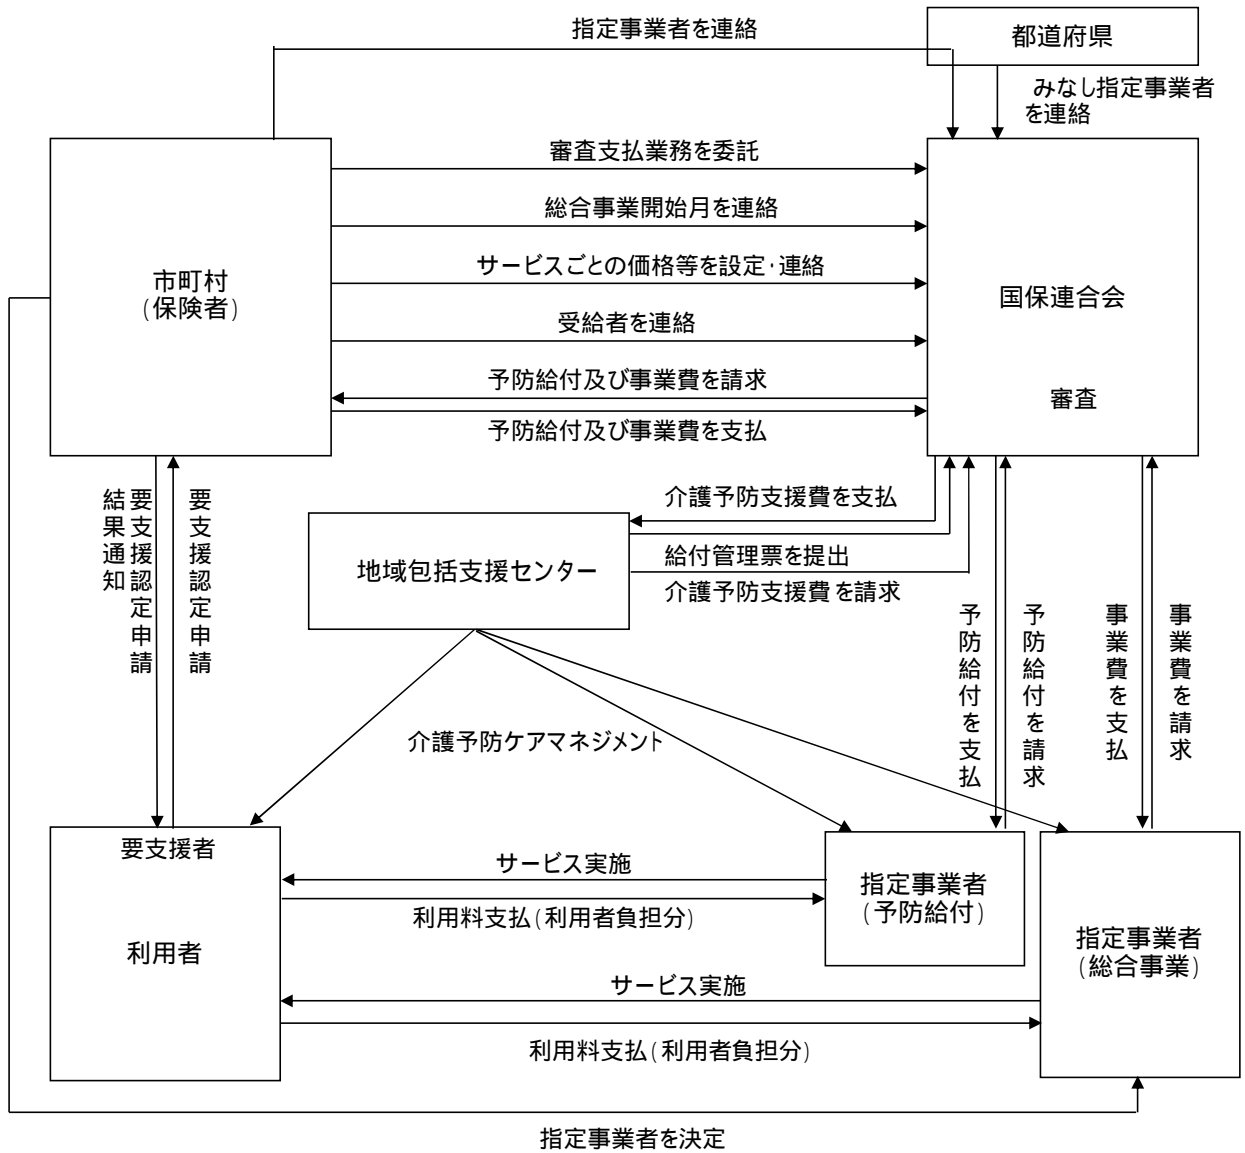 指定事業者を連絡
都道府県
みなし指定事業者
を連絡
審査支払業務を委託
総合事業開始月を連絡
サービスごとの価格等を設定・連絡
受給者を連絡
予防給付及び事業費を請求
予防給付及び事業費を支払
市町村
(保険者)
国保連合会
審査
要支援認定申請
結果通知
要支援認定申請
介護予防支援費を支払
地域包括支援センター
給付管理票を提出
介護予防支援費を請求
予防給付を支払
予防給付を請求
事業費を支払
事業費を請求
介護予防ケアマネジメント
要支援者
利用者
サービス実施
利用料支払(利用者負担分)
指定事業者
(予防給付)
指定事業者
(総合事業)
サービス実施
利用料支払(利用者負担分)
指定事業者を決定